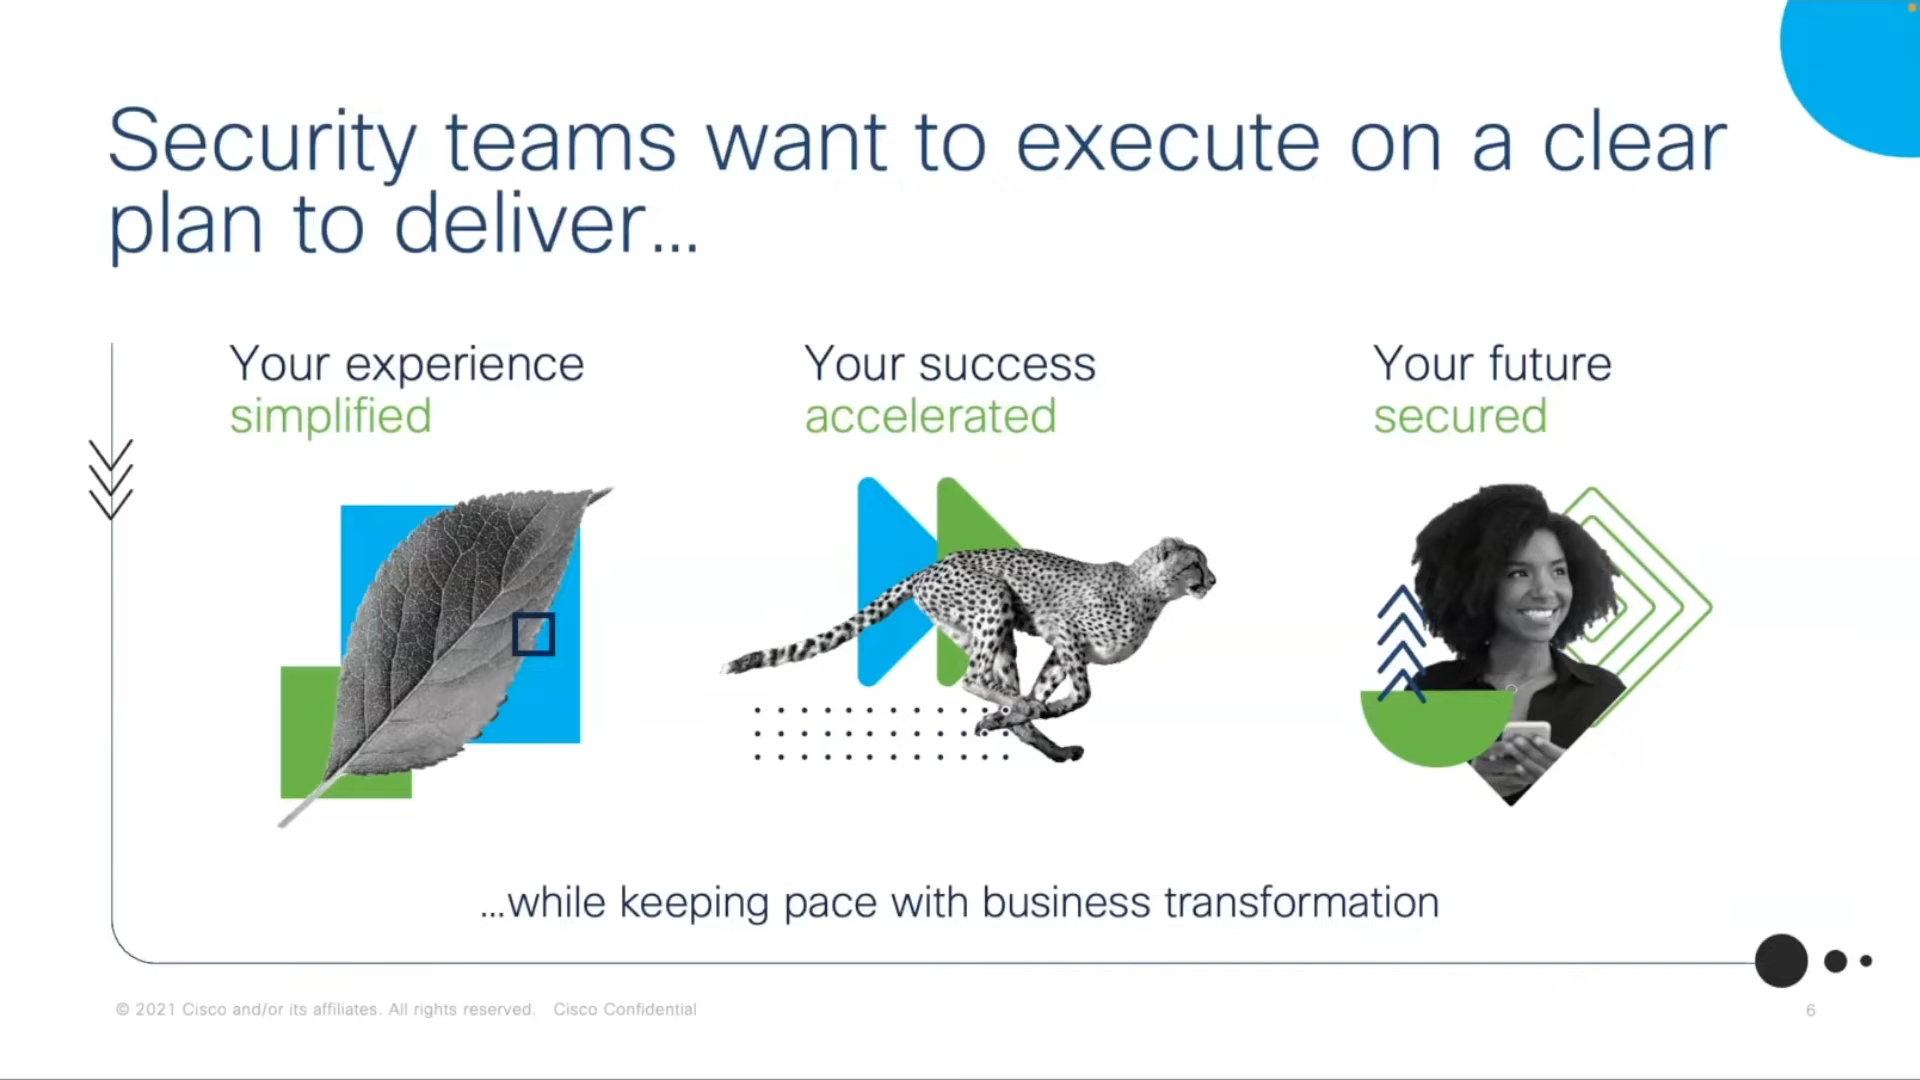 Security teams want to execute on a clear
plan to deliver...
Your experience
simplified
Your success
accelerated
Your future
secured
...while keeping pace with business transformation
© 2021 Cisco and/or its affiliates. All rights reserved. Cisco Confidential
6